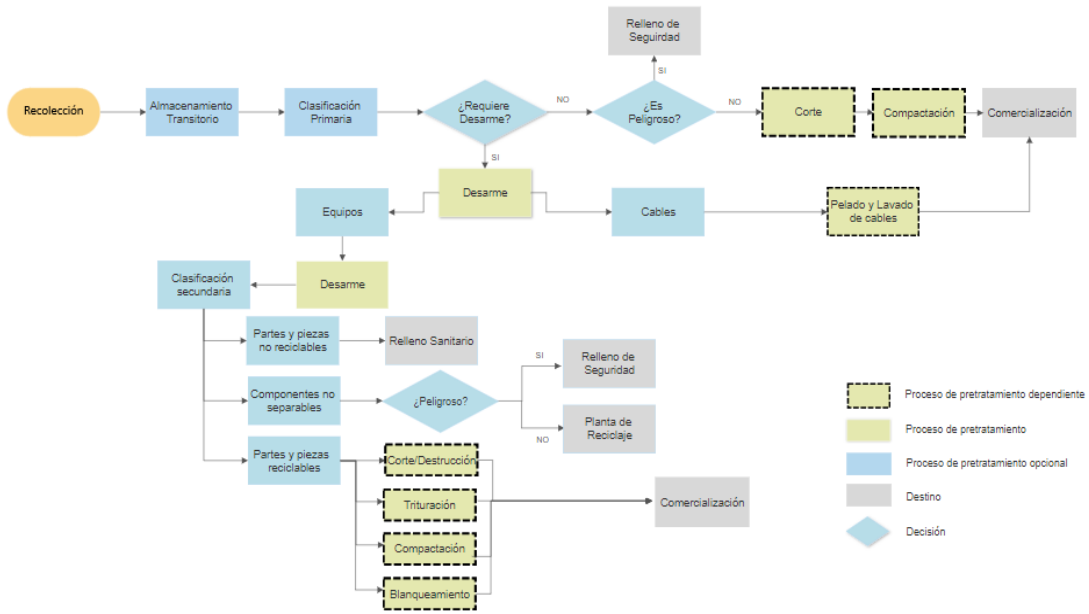 Relleno de
Seguirdad
SI
Recolección
Almacenamiento
Transitorio
Clasificación
Primaria
¿Requiere
Desarme?
NO
¿Es
Peligroso?
NO
Corte
Compactación
Comercialización
SI
Desarme
Equipos
Cables
Pelado y Lavado
de cables
Clasificación
secundaria
Desarme
Partes y piezas
no reciclables
Relleno Sanitario
SI
Relleno de
Seguridad
Componentes no
separables
¿Peligroso?
NO
Planta de
Reciclaje
Partes y piezas
reciclables
Corte/Destrucción
Trituración
Compactación
Blanqueamiento
Comercialización
Proceso de pretratamiento dependiente
Proceso de pretratamiento
Proceso de pretratamiento opcional
Destino
Decisión